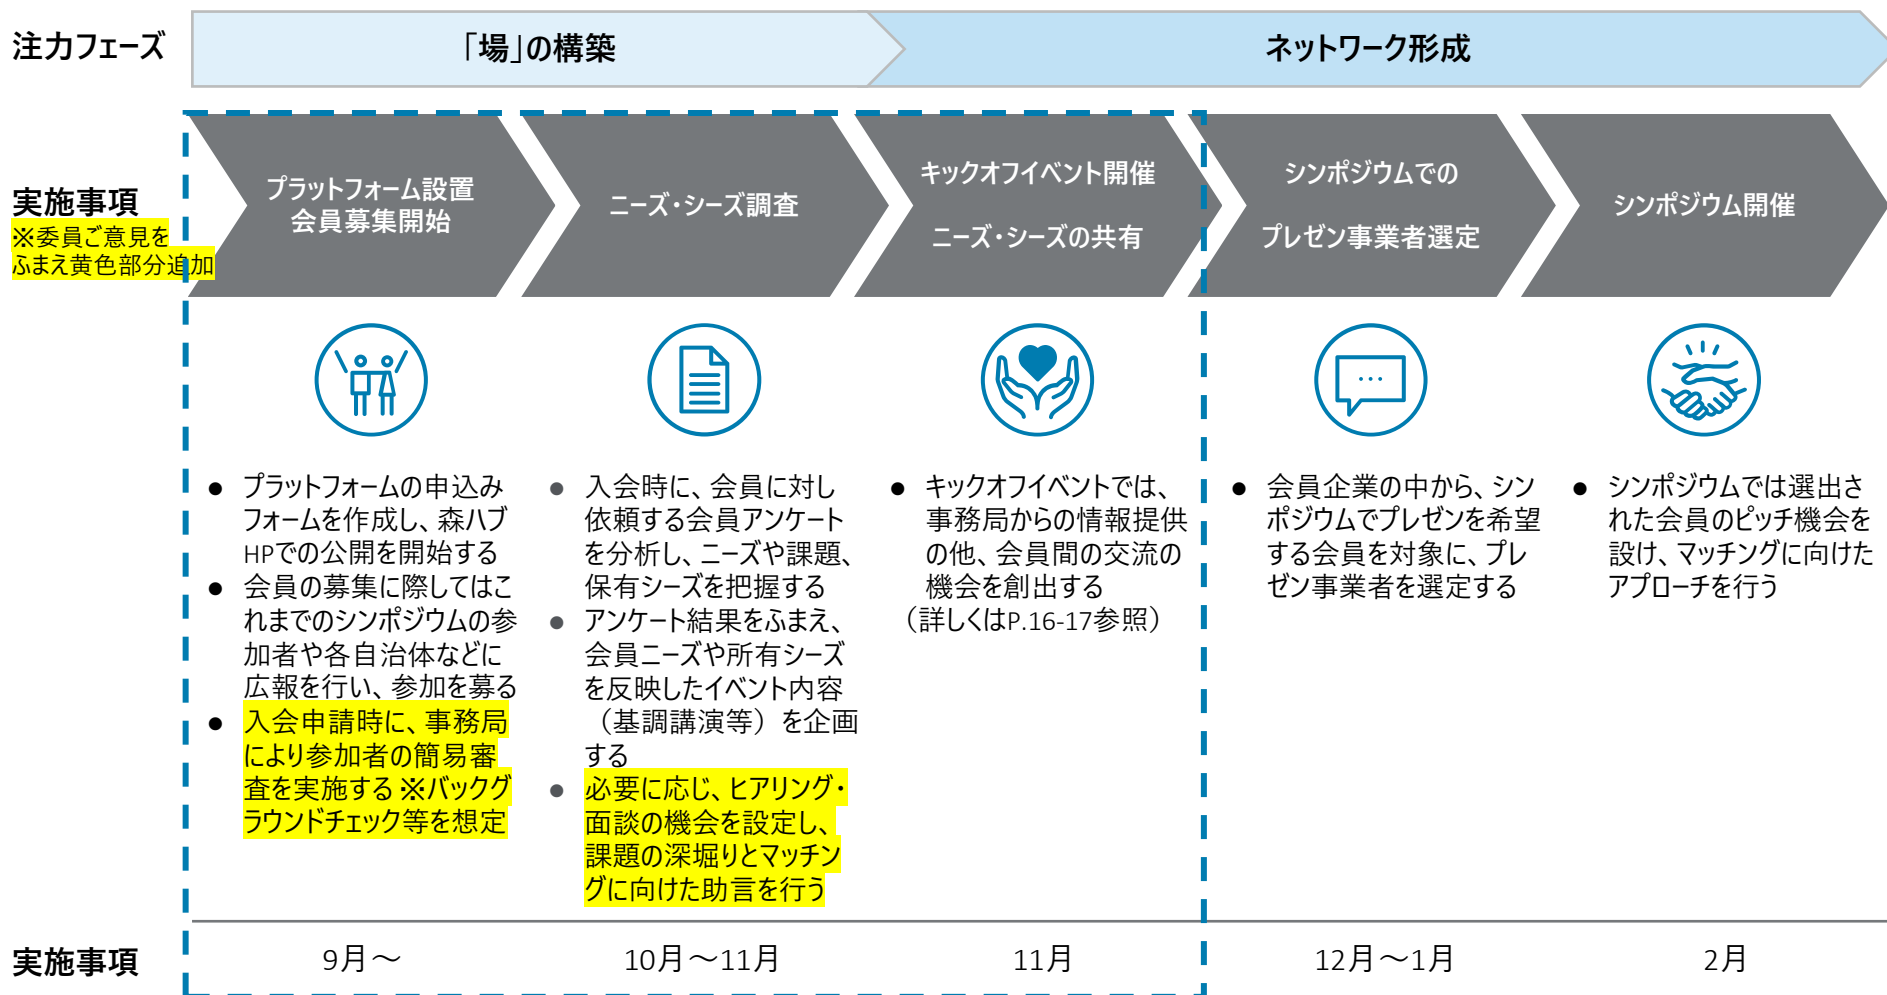 注力フェーズ
「場」の構築
ネットワーク形成
実施事項
※委員ご意見を
ふまえ黄色部分追加
プラットフォーム設置
会員募集開始
ニーズ・シーズ調査
キックオフイベント開催
ニーズ・シーズの共有
シンポジウムでの
プレゼン事業者選定
シンポジウム開催
● プラットフォームの申込み
フォームを作成し、森ハブ
HPでの公開を開始する
● 会員の募集に際してはこ
れまでのシンポジウムの参
加者や各自治体などに
広報を行い、参加を募る
● 入会申請時に、事務局
により参加者の簡易審
査を実施する ※バックグ
ラウンドチェック等を想定
● 入会時に、会員に対し
依頼する会員アンケート
を分析し、ニーズや課題、
保有シーズを把握する
● アンケート結果をふまえ、
会員ニーズや所有シーズ
を反映したイベント内容
（基調講演等）を企画
する
● 必要に応じ、ヒアリング・
面談の機会を設定し、
課題の深堀りとマッチン
グに向けた助言を行う
● キックオフイベントでは、
事務局からの情報提供
の他、会員間の交流の
機会を創出する
（詳しくはP.16-17参照）
● 会員企業の中から、シン
ポジウムでプレゼンを希望
する会員を対象に、プレ
ゼン事業者を選定する
● シンポジウムでは選出さ
れた会員のピッチ機会を
設け、マッチングに向けた
アプローチを行う
実施事項
9月～
10月～11月
11月
12月～1月
2月